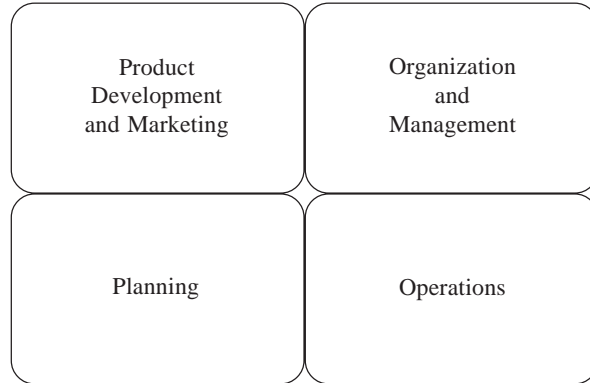 Product
Development
and Marketing
Organization
and
Management
Planning
Operations